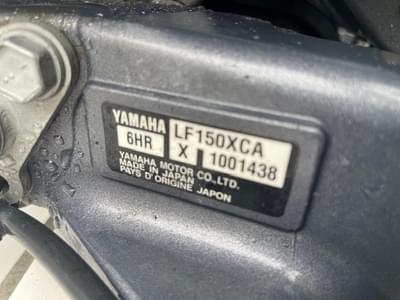 YAMAHA LF150XCA
6HR X 1001438
YAMAHA MOTOR CO.,LTD.
MADE IN JAPAN
PAYS D'ORIGINE JAPON